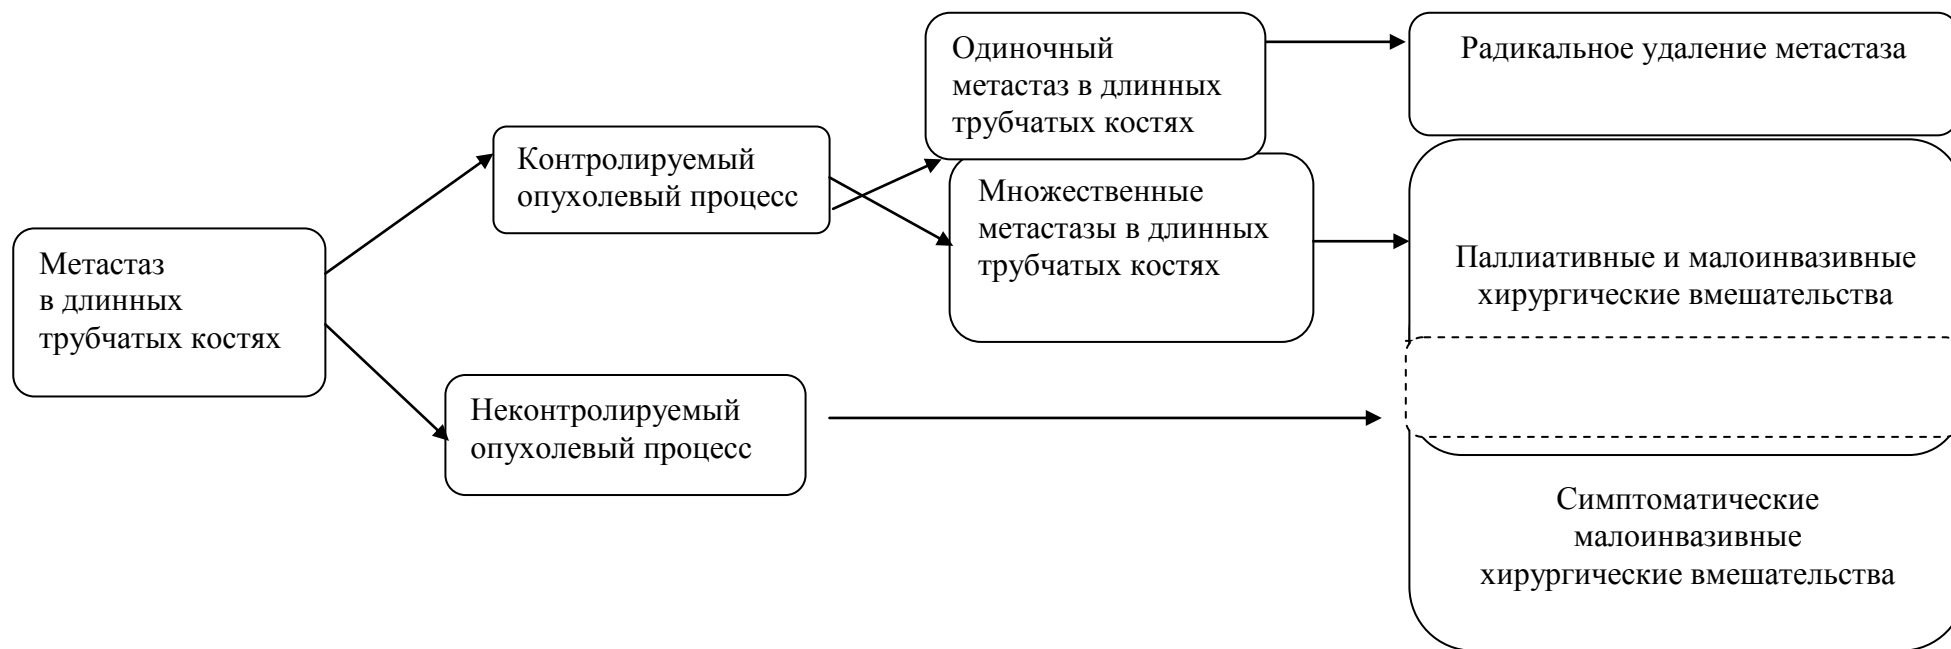 Метастаз
в длинных
трубчатых костях
Контролируемый
опухолевый процесс
Неконтролируемый
опухолевый процесс
Одиночный
метастаз в длинных
трубчатых костях
Множественные
метастазы в длинных
трубчатых костях
Радикальное удаление метастаза
Паллиативные и малоинвазивные
хирургические вмешательства
Симптоматические
малоинвазивные
хирургические вмешательства